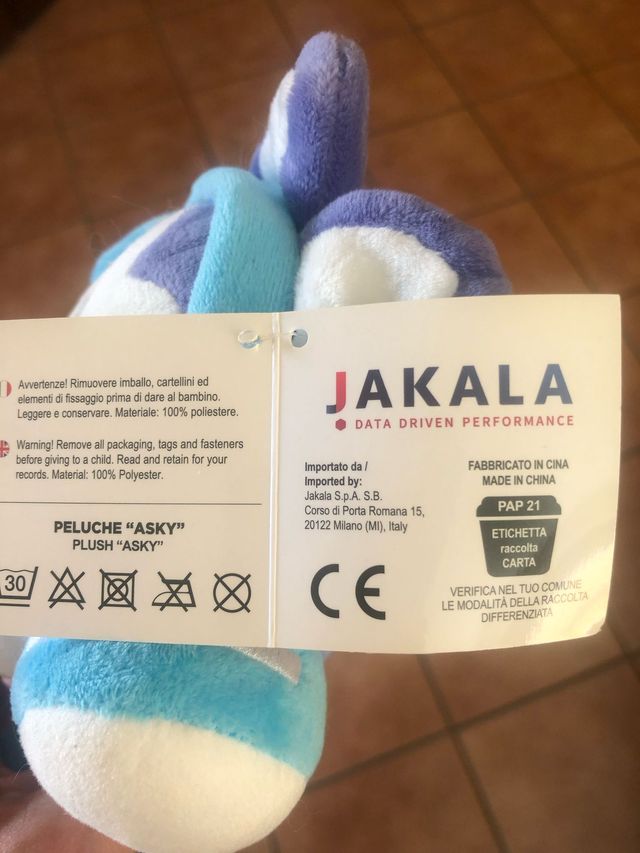 Avvertenze! Rimuovere imballo, cartellini ed
elementi di fissaggio prima di dare al bambino.
Leggere e conservare. Materiale: 100% poliestere.
Warning! Remove all packaging, tags and fasteners
before giving to a child. Read and retain for your
records. Material: 100% Polyester.
PELUCHE “ASKY”
PLUSH “ASKY”
30
JAKALA
DATA DRIVEN PERFORMANCE
Importato da /
Imported by:
Jakala S.p.A. S.B.
Corso di Porta Romana 15,
20122 Milano (MI), Italy
CE
FABBRICATO IN CINA
MADE IN CHINA
PAP 21
ETICHETTA
raccolta
CARTA
VERIFICA NEL TUO COMUNE
LE MODALITÀ DELLA RACCOLTA
DIFFERENZIATA